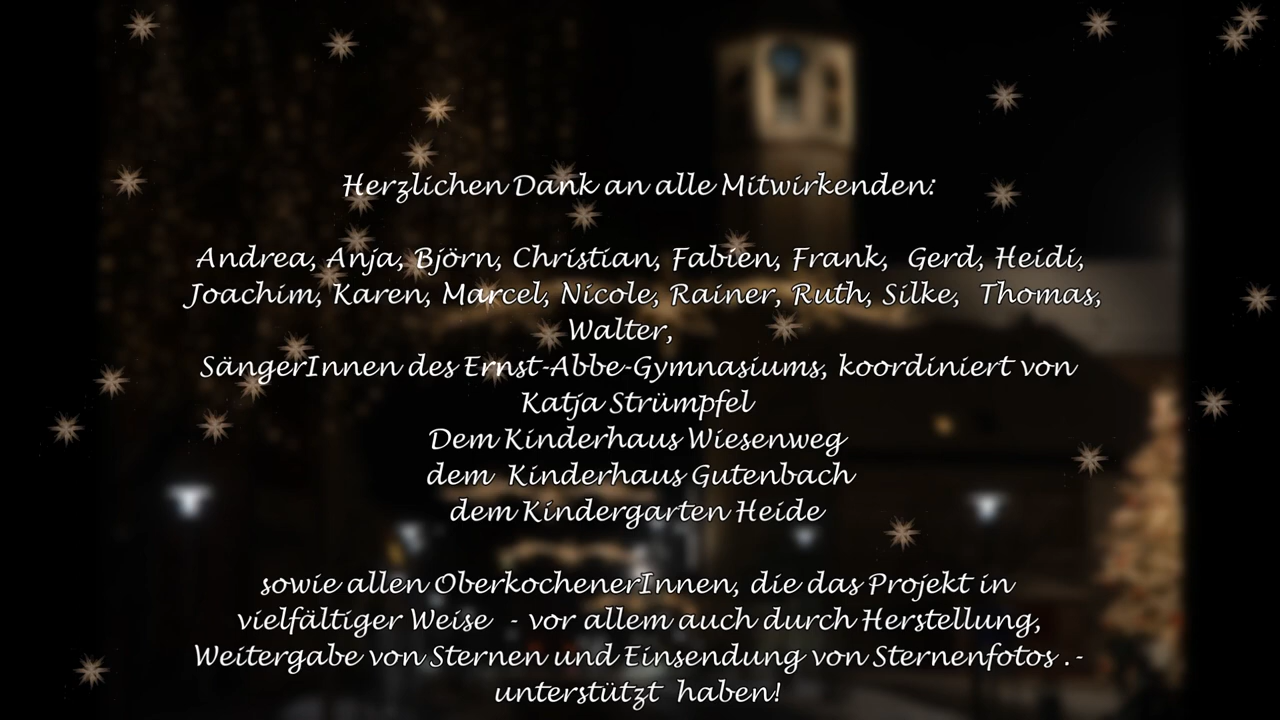 Herzlichen Dank an alle Mitwirkenden:
Andrea, Anja, Björn, Christian, Fabien, Frank,  Gerd, Heidi,
Joachim, Karen, Marcel, Nicole, Rainer, Ruth, Silke,  Thomas,
Walter,
SängerInnen des Ernst-Abbe-Gymnasiums, koordiniert von
Katja Strümpfel
Dem Kinderhaus Wiesenweg
dem  Kinderhaus Gutenbach
dem Kindergarten Heide
sowie allen OberkochenerInnen, die das Projekt in
vielfältiger Weise  - vor allem auch durch Herstellung,
Weitergabe von Sternen und Einsendung von Sternenfotos .-
unterstützt  haben!